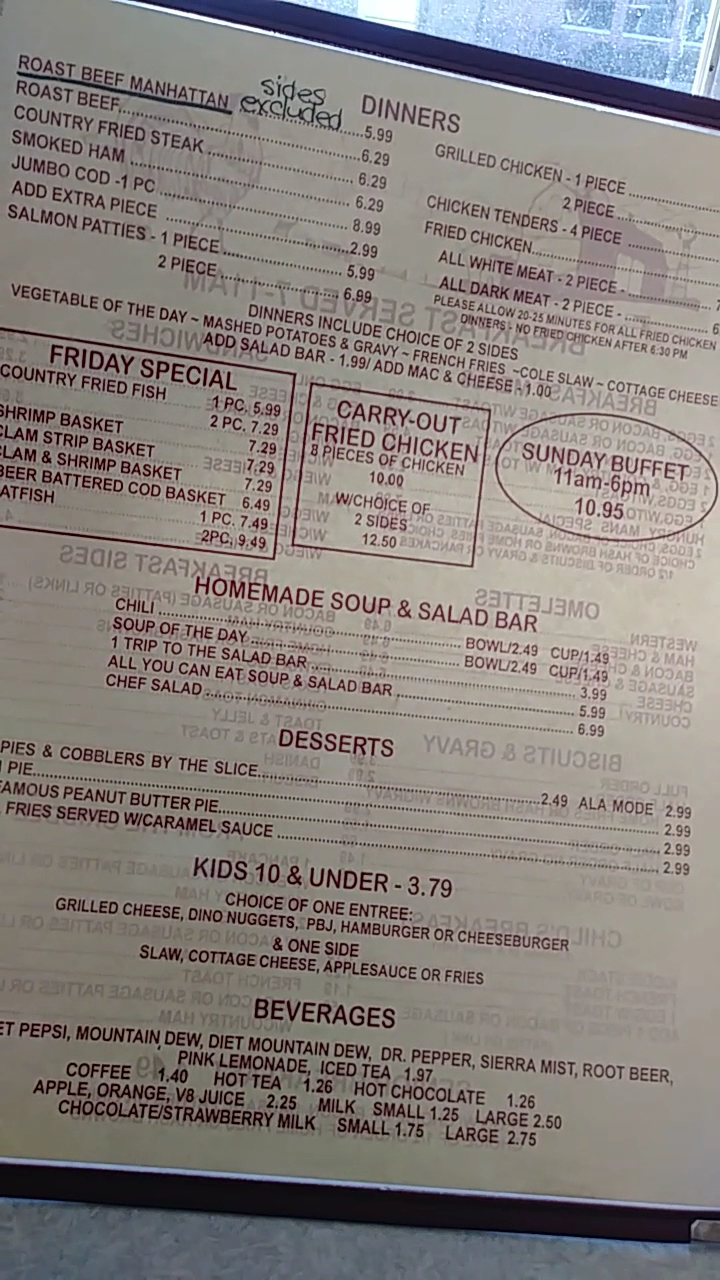 DINNERS
ROAST BEEF MANHATTAN sides excluded 5.99
ROAST BEEF 6.29
COUNTRY FRIED STEAK 6.29
SMOKED HAM 6.29
JUMBO COD -1 PC 8.99
ADD EXTRA PIECE 2.99
SALMON PATTIES - 1 PIECE 5.99
2 PIECE 6.99
GRILLED CHICKEN - 1 PIECE
2 PIECE
CHICKEN TENDERS - 4 PIECE
FRIED CHICKEN
ALL WHITE MEAT - 2 PIECE -
ALL DARK MEAT - 2 PIECE -
PLEASE ALLOW 20-25 MINUTES FOR ALL FRIED CHICKEN
DINNERS - NO FRIED CHICKEN AFTER 6:30 PM
DINNERS INCLUDE CHOICE OF 2 SIDES
VEGETABLE OF THE DAY ~ MASHED POTATOES & GRAVY ~ FRENCH FRIES ~COLE SLAW ~ COTTAGE CHEESE
ADD SALAD BAR - 1.99/ ADD MAC & CHEESE - 1.00
FRIDAY SPECIAL
COUNTRY FRIED FISH
1 PC. 5.99
2 PC. 7.29
SHRIMP BASKET 7.29
CLAM STRIP BASKET 7.29
CLAM & SHRIMP BASKET 7.29
BEER BATTERED COD BASKET 6.49
ATFISH
1 PC. 7.49
2PC. 9.49
CARRY-OUT
FRIED CHICKEN
8 PIECES OF CHICKEN
10.00
W/CHOICE OF
2 SIDES
12.50
SUNDAY BUFFET
11am-6pm
10.95
HOMEMADE SOUP & SALAD BAR
CHILI BOWL/2.49 CUP/1.49
SOUP OF THE DAY BOWL/2.49 CUP/1.49
1 TRIP TO THE SALAD BAR 3.99
ALL YOU CAN EAT SOUP & SALAD BAR 5.99
CHEF SALAD 6.99
DESSERTS
PIES & COBBLERS BY THE SLICE 2.49 ALA MODE 2.99
PIE 2.99
FAMOUS PEANUT BUTTER PIE 2.99
FRIES SERVED W/CARAMEL SAUCE 2.99
KIDS 10 & UNDER - 3.79
CHOICE OF ONE ENTREE:
GRILLED CHEESE, DINO NUGGETS, PBJ, HAMBURGER OR CHEESEBURGER
& ONE SIDE
SLAW, COTTAGE CHEESE, APPLESAUCE OR FRIES
BEVERAGES
ET PEPSI, MOUNTAIN DEW, DIET MOUNTAIN DEW, DR. PEPPER, SIERRA MIST, ROOT BEER,
PINK LEMONADE, ICED TEA 1.97
COFFEE 1.40 HOT TEA 1.26 HOT CHOCOLATE 1.26
APPLE, ORANGE, V8 JUICE 2.25 MILK SMALL 1.25 LARGE 2.50
CHOCOLATE/STRAWBERRY MILK SMALL 1.75 LARGE 2.75